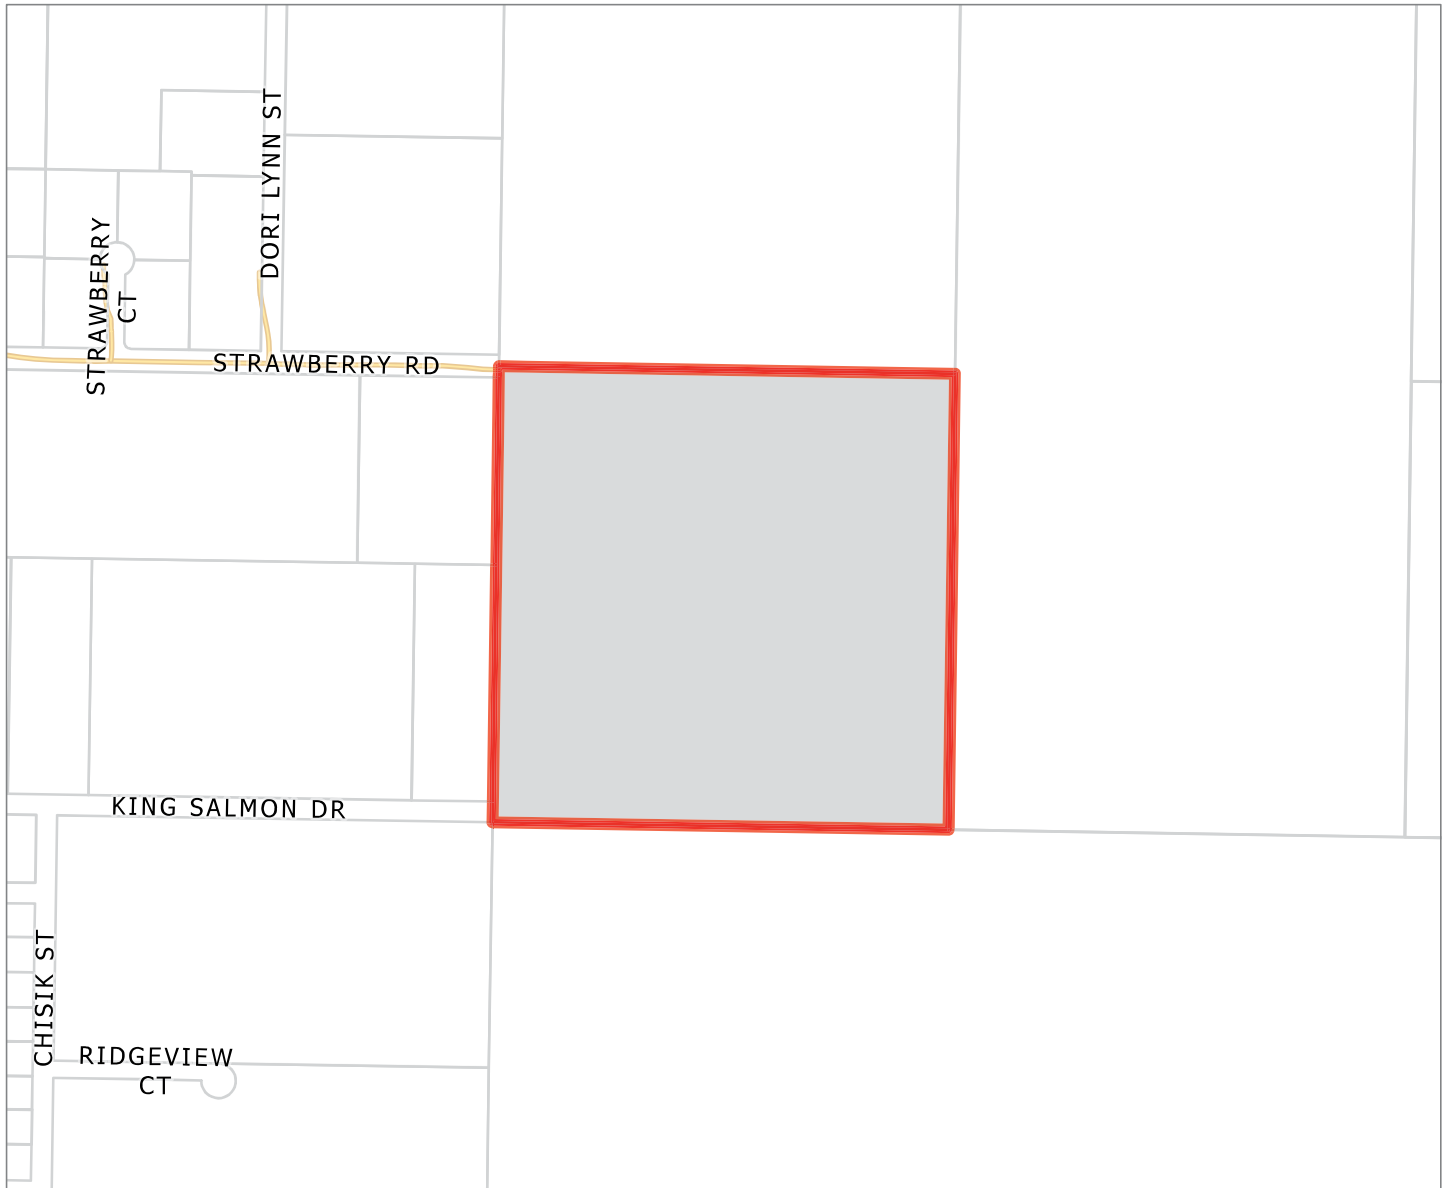 DORI LYNN ST
STRAWBERRY
CT
STRAWBERRY RD
KING SALMON DR
CHISIK ST
RIDGEVIEW
CT